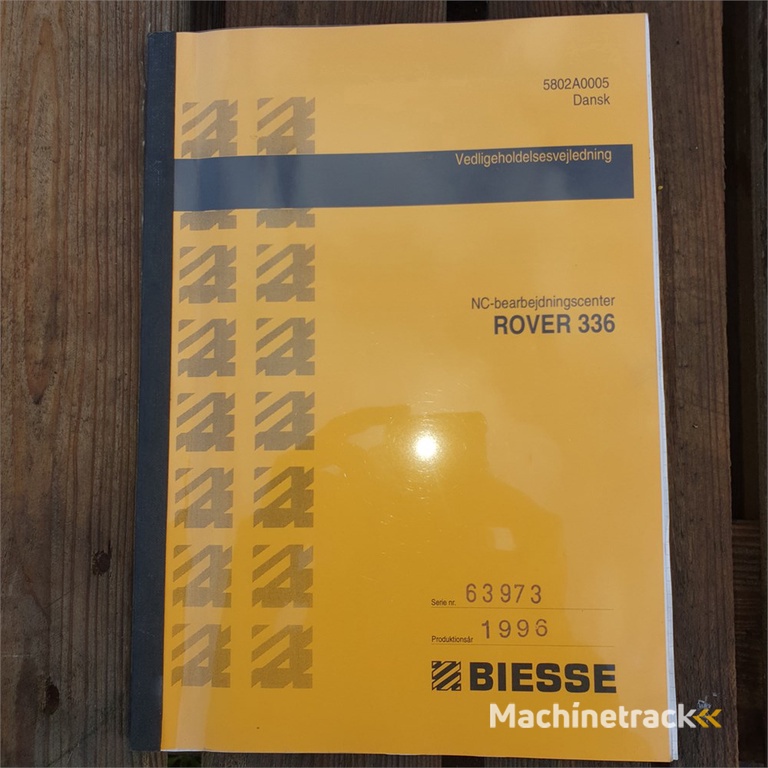 5802A0005
Dansk
Vedligeholdelsesvejledning
NC-bearbejdningscenter
ROVER 336
Serie nr. 63973
Produktionsår 1996
BIESSE
Machinetrack